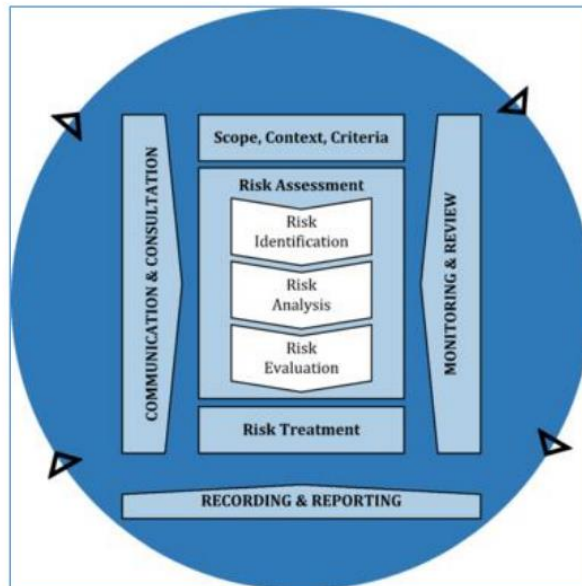 Scope, Context, Criteria
Risk Assessment
Risk
Identification
Risk
Analysis
Risk
Evaluation
Risk Treatment
COMMUNICATION & CONSULTATION
MONITORING & REVIEW
RECORDING & REPORTING